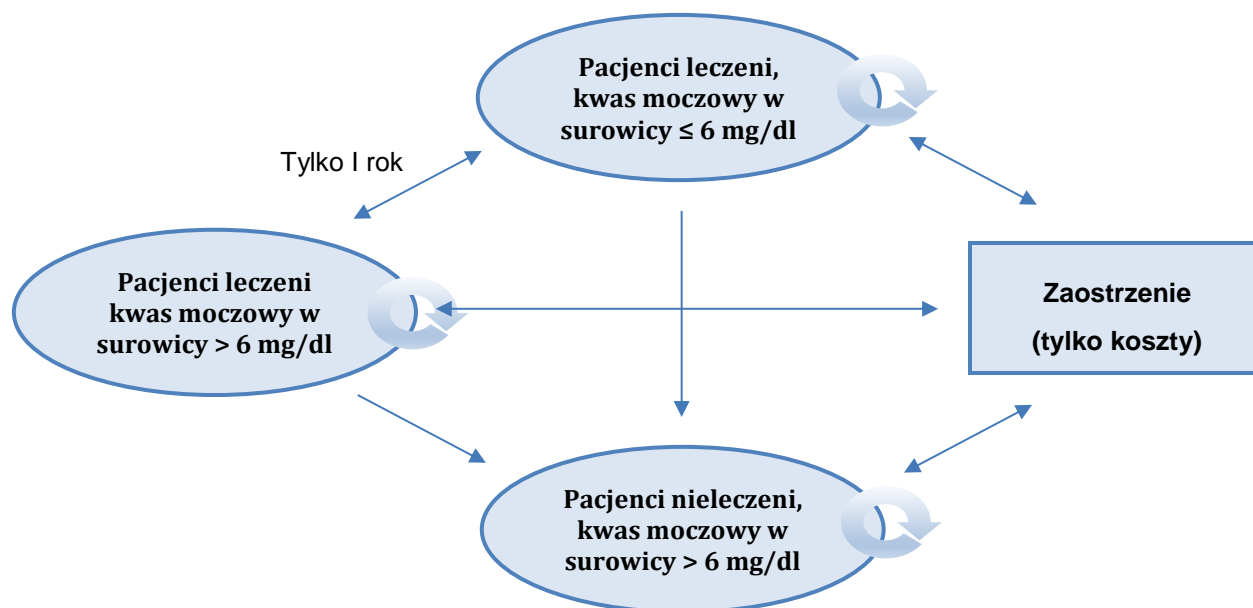 Pacjenci leczeni,
kwas moczowy w
surowicy ≤ 6 mg/dl
Tylko I rok
Pacjenci leczeni
kwas moczowy w
surowicy > 6 mg/dl
Zaostrzenie
(tylko koszty)
Pacjenci nieleczeni,
kwas moczowy w
surowicy > 6 mg/dl